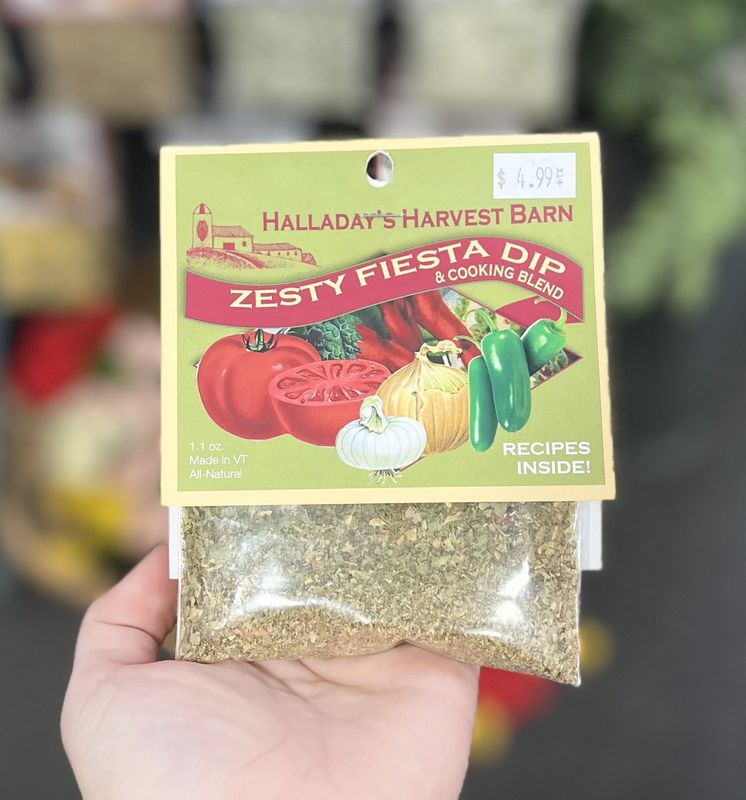 $ 4.99
HALLADAY'S HARVEST BARN
ZESTY FIESTA DIP
& COOKING BLEND
1.1 oz.
Made in VT
All-Natural
RECIPES
INSIDE!